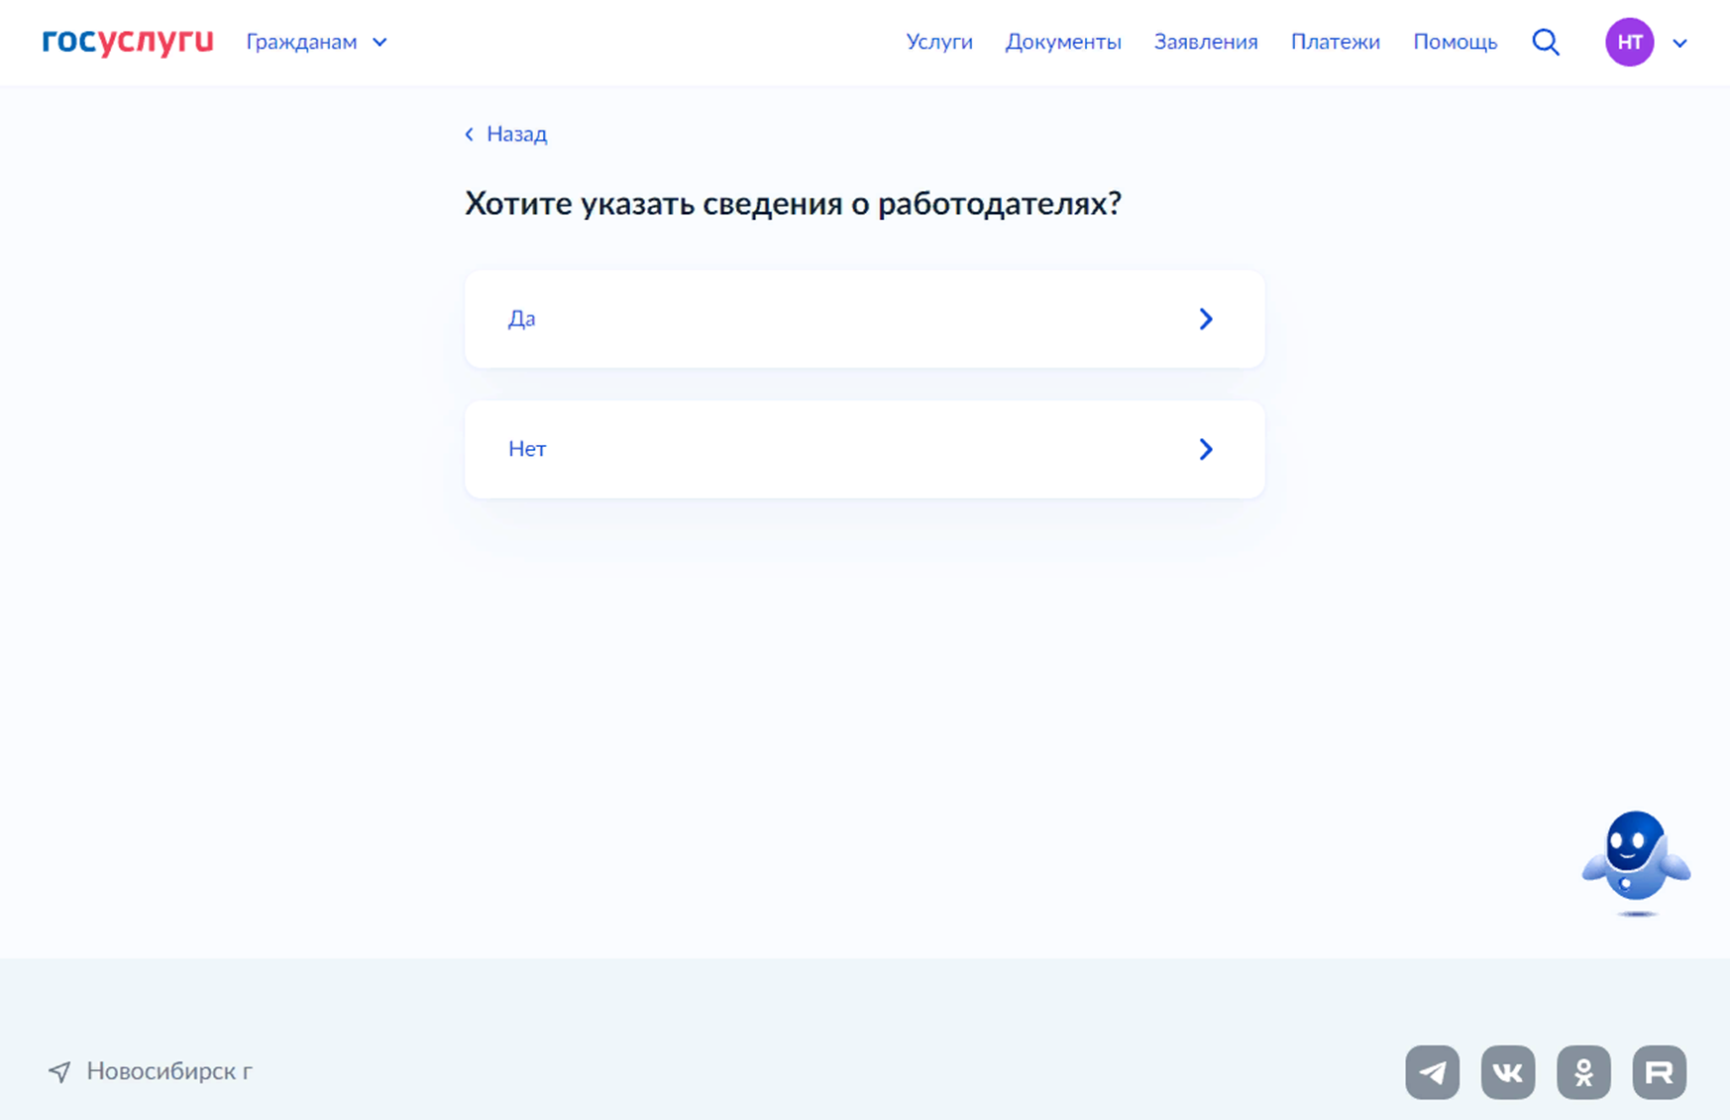 госуслуги Гражданам Услуги Документы Заявления Платежи Помощь НТ
Назад
Хотите указать сведения о работодателях?
Да
Нет
Новосибирск г